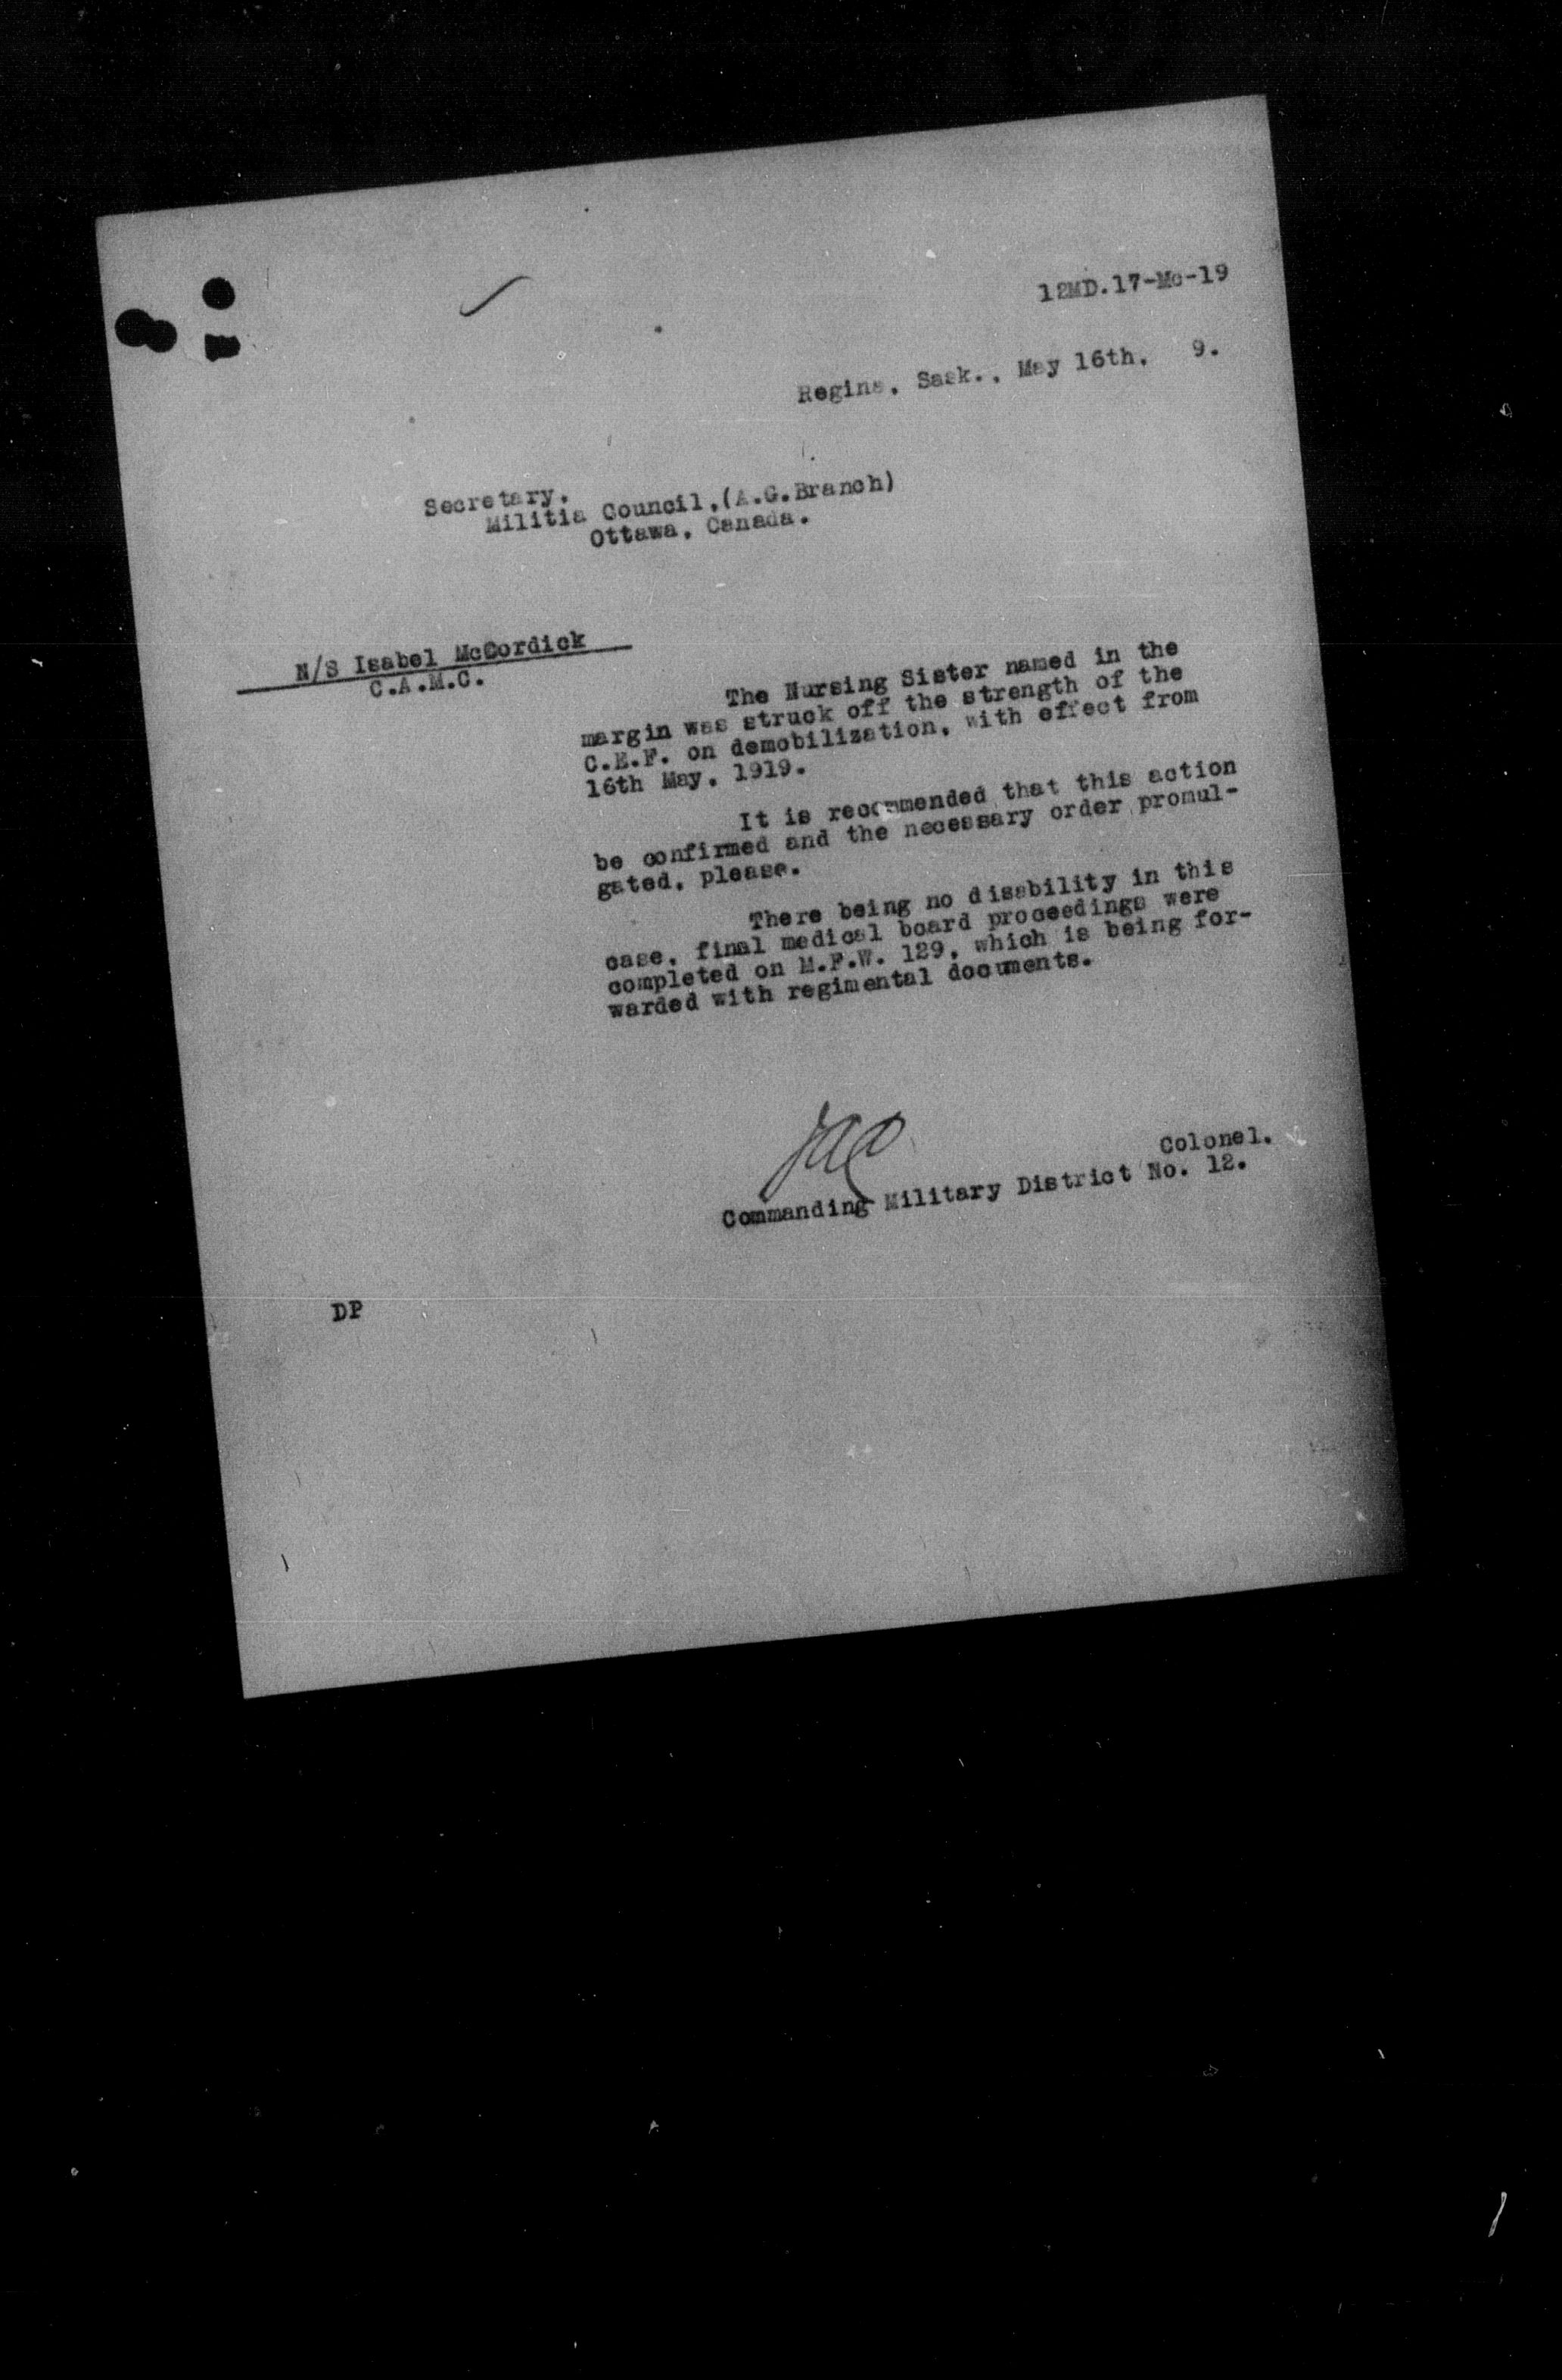 12MD.17-Mc-19
Regina, Sask., May 16th, 9.
Secretary,
Militia Council,(A.G.Branch)
Ottawa, Canada.
N/S Isabel McCordick
C.A.M.C.
The Nursing Sister named in the
margin was struck off the strength of the
C.E.F. on demobilization, with effect from
16th May, 1919.
It is recommended that this action
be confirmed and the necessary order promul-
gated, please.
There being no disability in this
case, final medical board proceedings were
completed on M.F.W. 129, which is being for-
warded with regimental documents.
Colonel.
Commanding Military District No. 12.
DP